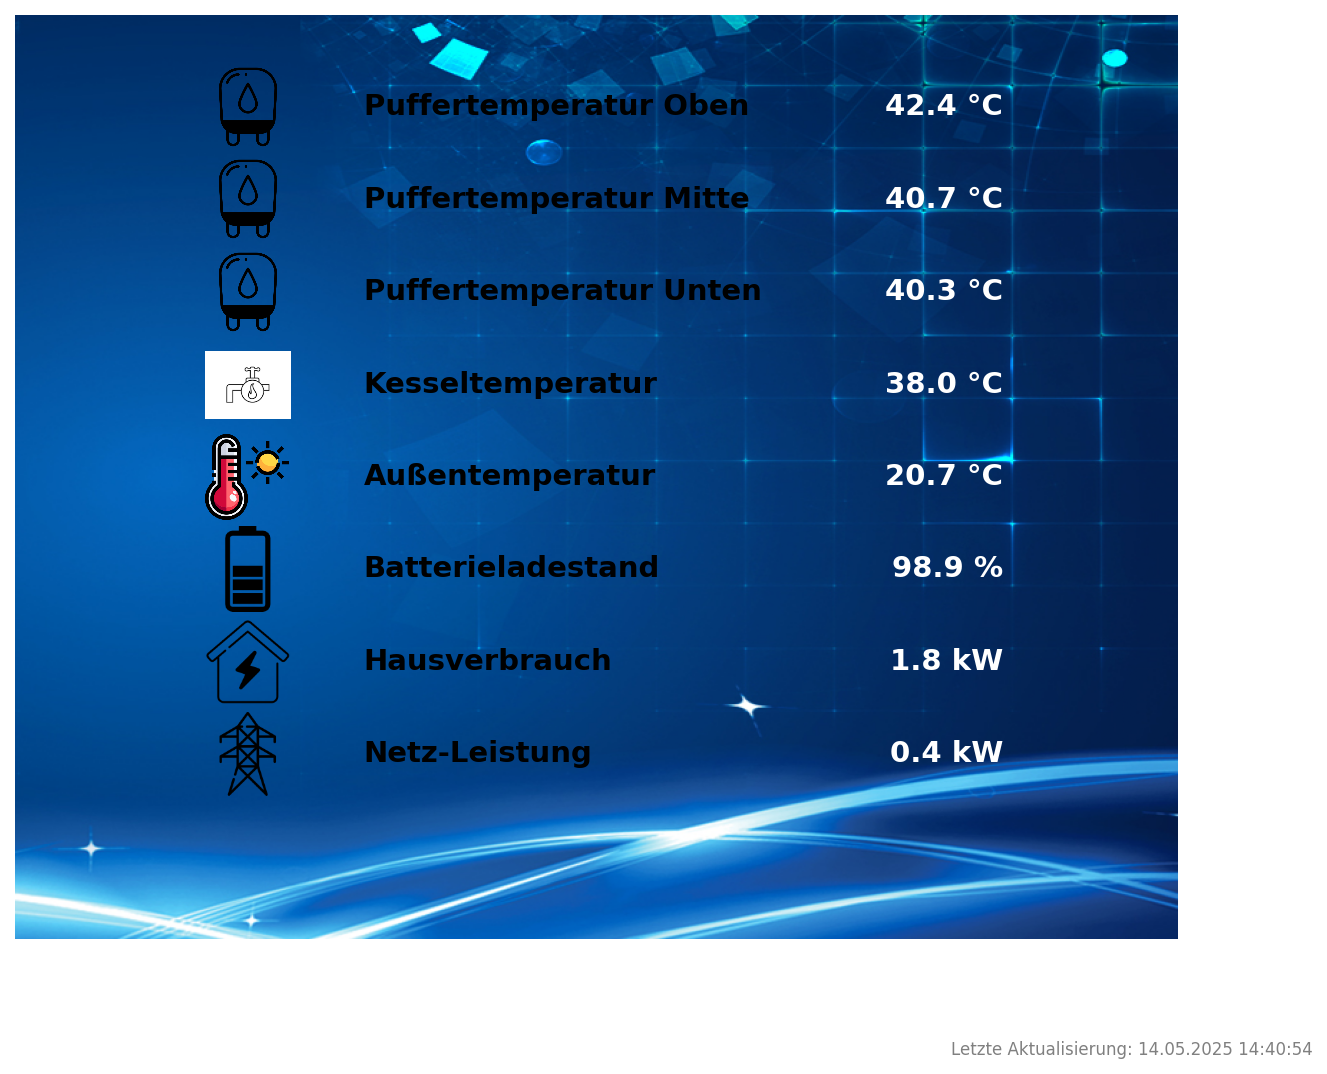 Puffertemperatur Oben 42.4 °C
Puffertemperatur Mitte 40.7 °C
Puffertemperatur Unten 40.3 °C
Kesseltemperatur 38.0 °C
Außentemperatur 20.7 °C
Batterieladestand 98.9 %
Hausverbrauch 1.8 kW
Netz-Leistung 0.4 kW
Letzte Aktualisierung: 14.05.2025 14:40:54